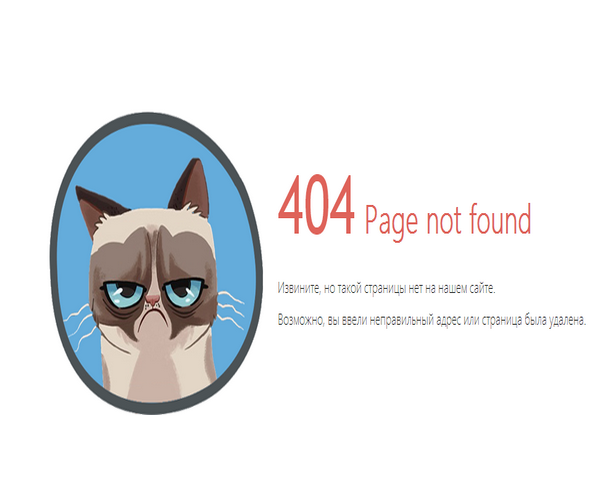 404 Page not found
Извините, но такой страницы нет на нашем сайте.
Возможно, вы ввели неправильный адрес или страница была удалена.